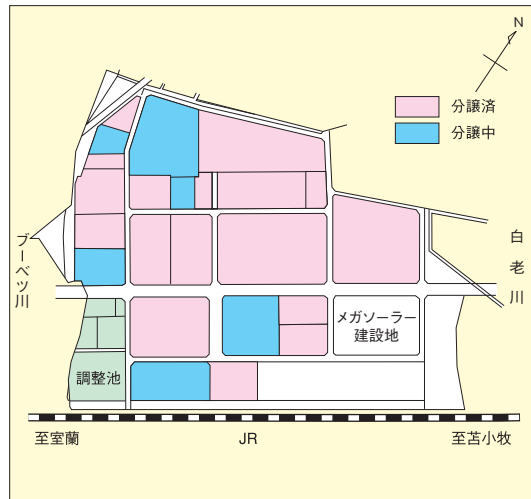 N
分譲済
分譲中
ブーベツ川
白老川
メガソーラー
建設地
調整池
至室蘭
JR
至苫小牧